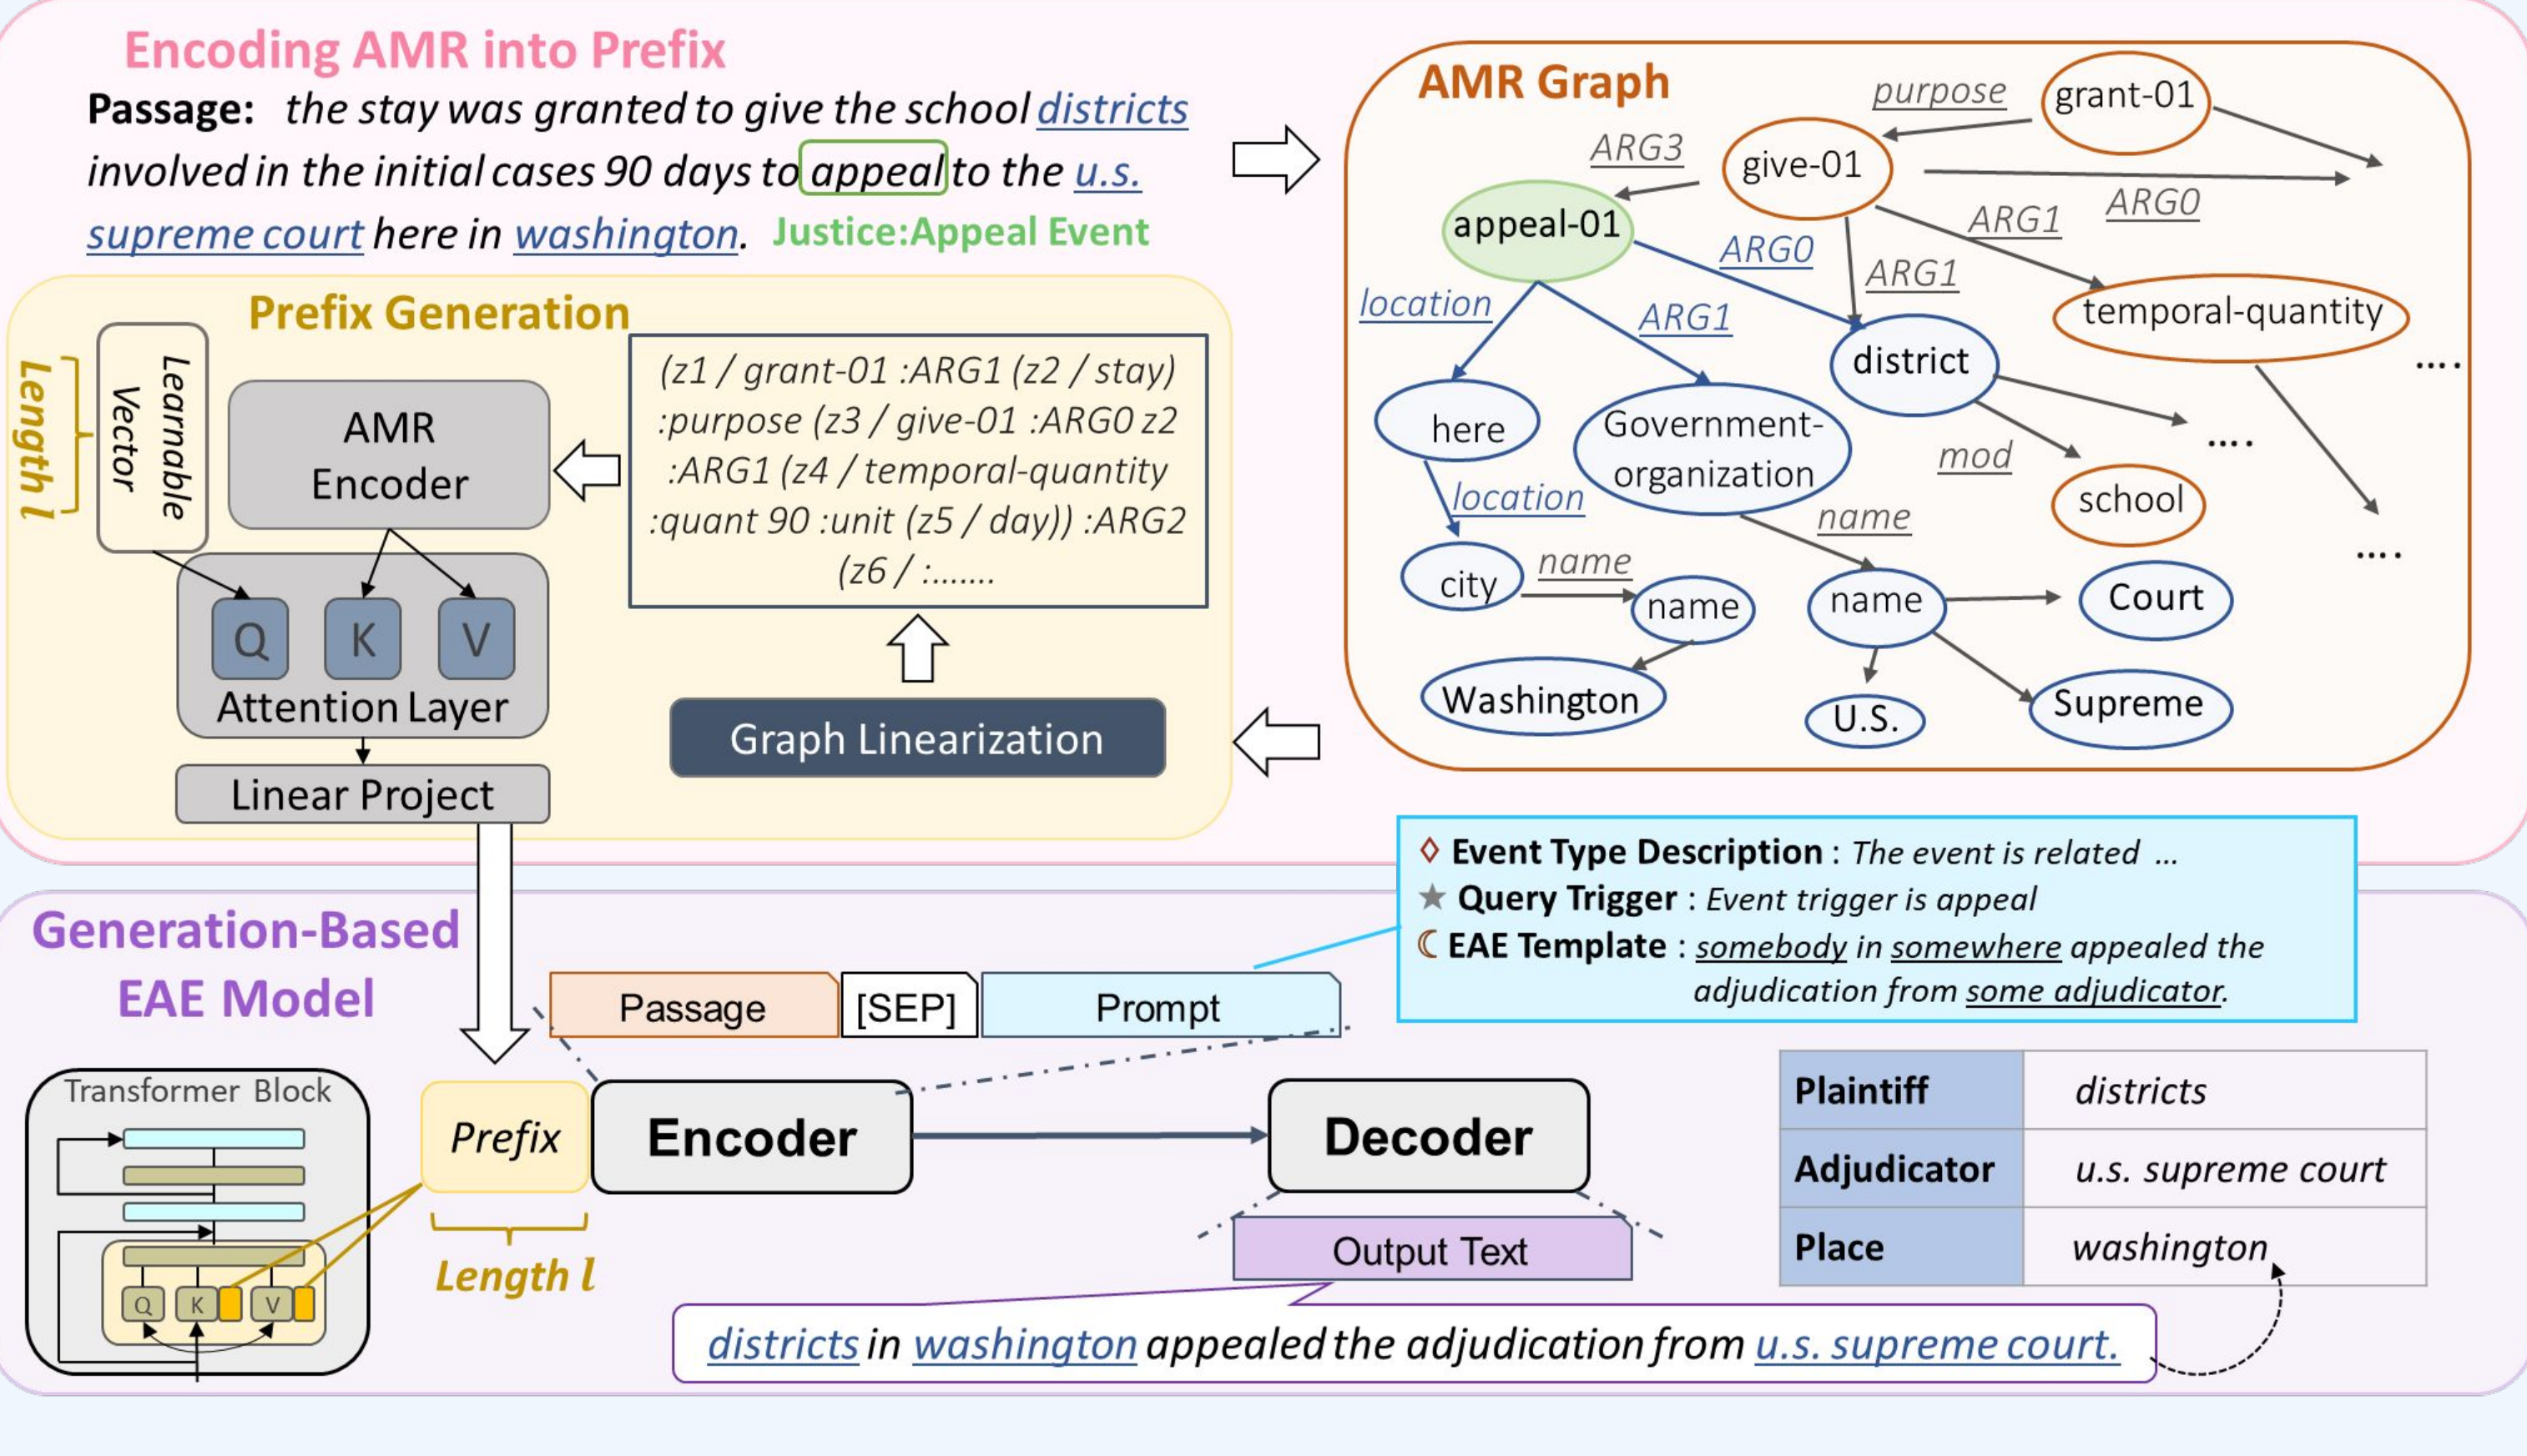 Encoding AMR into Prefix
Passage: the stay was granted to give the school districts
involved in the initial cases 90 days to appeal to the u.s.
supreme court here in washington. Justice:Appeal Event
AMR Graph
grant-01
purpose
give-01
ARG3
ARG0
ARG1
appeal-01
ARG0
ARG1
temporal-quantity
location
ARG1
district
....
here
Government-
organization
....
mod
school
location
name
....
city
name
name
name
Court
Washington
U.S.
Supreme
Prefix Generation
Length l
Learnable
Vector
AMR
Encoder
(z1 / grant-01 :ARG1 (z2 / stay)
:purpose (z3 / give-01 :ARG0 z2
:ARG1 (z4 / temporal-quantity
:quant 90 :unit (z5 / day)) :ARG2
(z6 / :.......
Q K V
Attention Layer
Linear Project
Graph Linearization
Generation-Based
EAE Model
◊ Event Type Description : The event is related ...
★ Query Trigger : Event trigger is appeal
☾ EAE Template : somebody in somewhere appealed the
adjudication from some adjudicator.
Passage [SEP] Prompt
Transformer Block
Q K V
Prefix
Encoder
Decoder
Length l
Output Text
Plaintiff districts
Adjudicator u.s. supreme court
Place washington
districts in washington appealed the adjudication from u.s. supreme court.